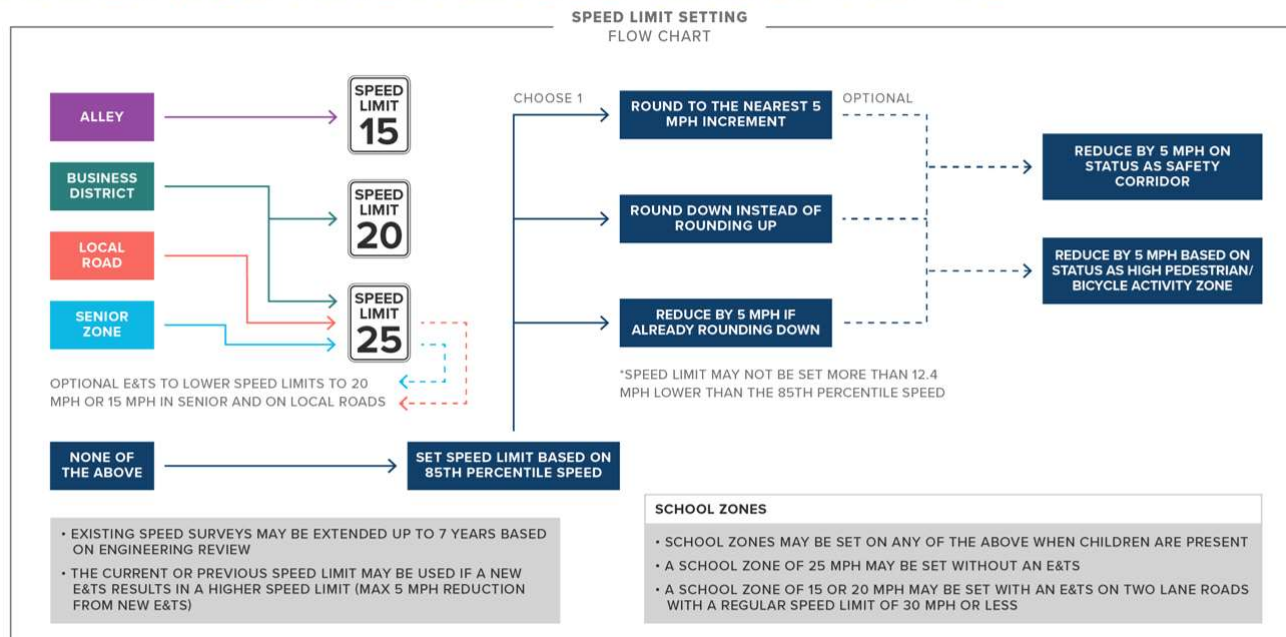 SPEED LIMIT SETTING
FLOW CHART
ALLEY
SPEED
LIMIT
15
BUSINESS
DISTRICT
SPEED
LIMIT
20
LOCAL
ROAD
SENIOR
ZONE
SPEED
LIMIT
25
OPTIONAL E&TS TO LOWER SPEED LIMITS TO 20
MPH OR 15 MPH IN SENIOR AND ON LOCAL ROADS
NONE OF
THE ABOVE
SET SPEED LIMIT BASED ON
85TH PERCENTILE SPEED
CHOOSE 1
ROUND TO THE NEAREST 5
MPH INCREMENT
ROUND DOWN INSTEAD OF
ROUNDING UP
REDUCE BY 5 MPH IF
ALREADY ROUNDING DOWN
*SPEED LIMIT MAY NOT BE SET MORE THAN 12.4
MPH LOWER THAN THE 85TH PERCENTILE SPEED
OPTIONAL
REDUCE BY 5 MPH ON
STATUS AS SAFETY
CORRIDOR
REDUCE BY 5 MPH BASED ON
STATUS AS HIGH PEDESTRIAN/
BICYCLE ACTIVITY ZONE
• EXISTING SPEED SURVEYS MAY BE EXTENDED UP TO 7 YEARS BASED
ON ENGINEERING REVIEW
• THE CURRENT OR PREVIOUS SPEED LIMIT MAY BE USED IF A NEW
E&TS RESULTS IN A HIGHER SPEED LIMIT (MAX 5 MPH REDUCTION
FROM NEW E&TS)
SCHOOL ZONES
• SCHOOL ZONES MAY BE SET ON ANY OF THE ABOVE WHEN CHILDREN ARE PRESENT
• A SCHOOL ZONE OF 25 MPH MAY BE SET WITHOUT AN E&TS
• A SCHOOL ZONE OF 15 OR 20 MPH MAY BE SET WITH AN E&TS ON TWO LANE ROADS
WITH A REGULAR SPEED LIMIT OF 30 MPH OR LESS